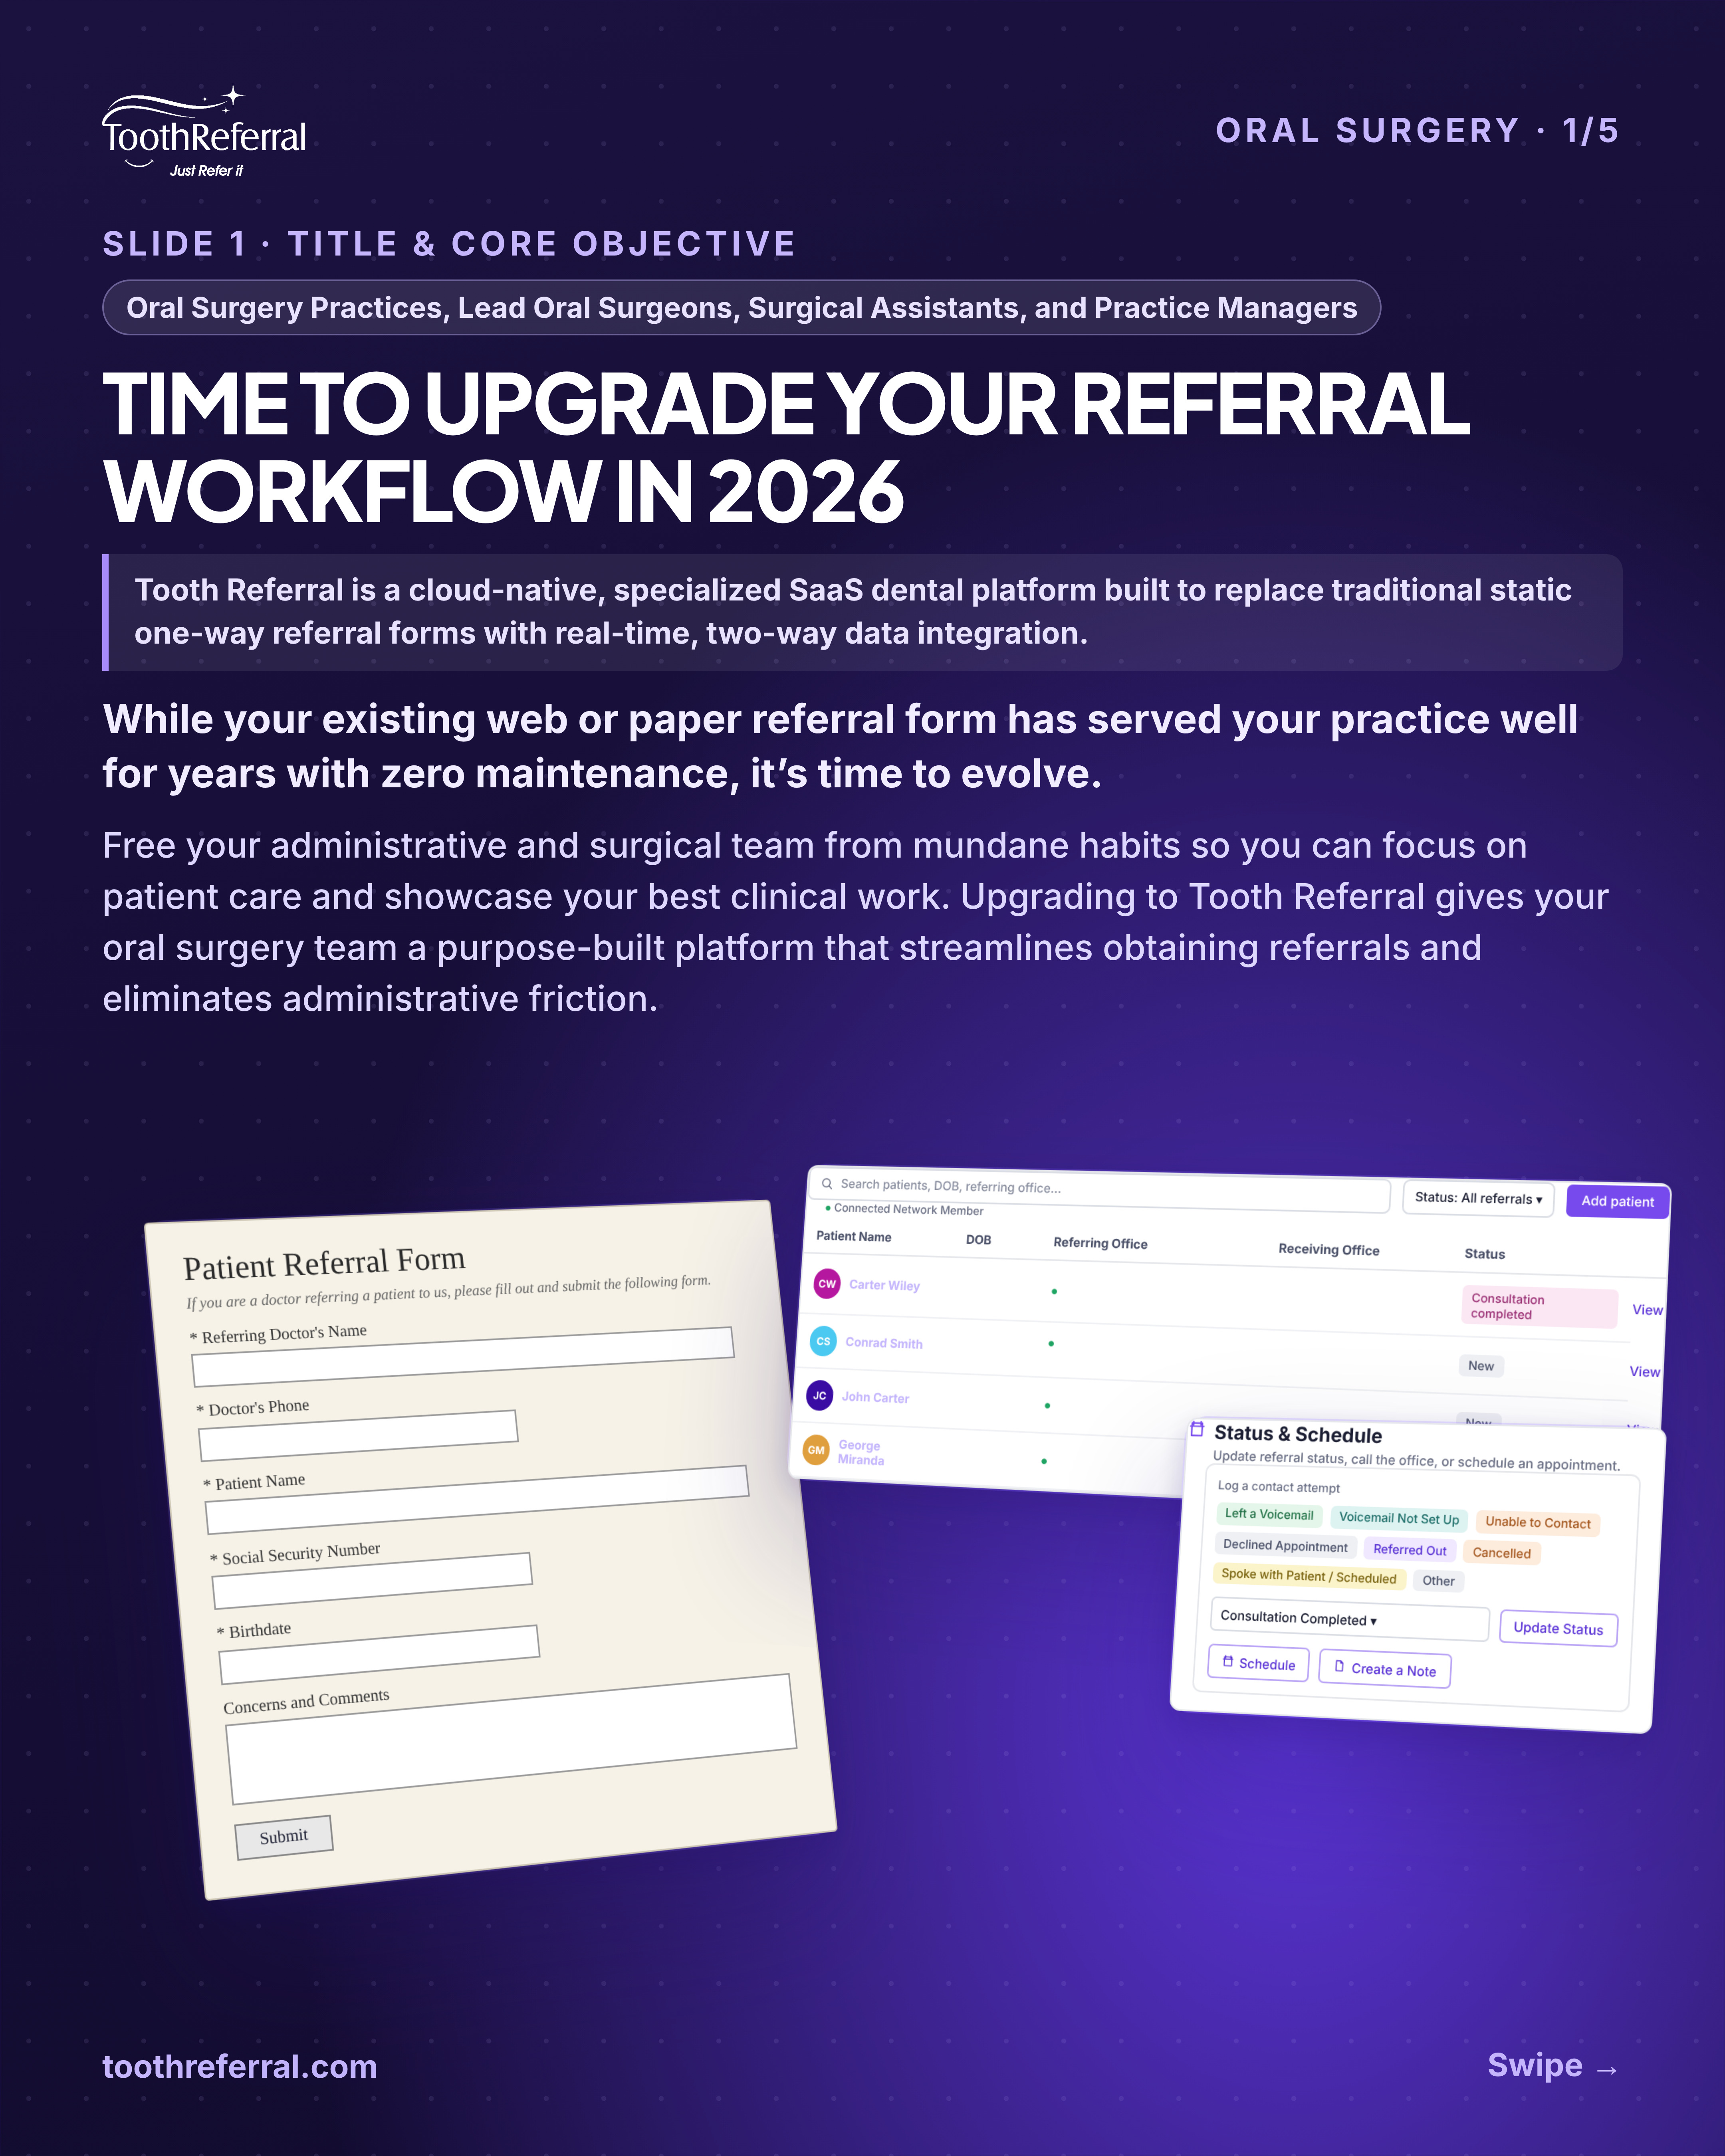 ToothReferral
Just Refer it
ORAL SURGERY · 1/5
SLIDE 1 · TITLE & CORE OBJECTIVE
Oral Surgery Practices, Lead Oral Surgeons, Surgical Assistants, and Practice Managers
TIME TO UPGRADE YOUR REFERRAL
WORKFLOW IN 2026
Tooth Referral is a cloud-native, specialized SaaS dental platform built to replace traditional static
one-way referral forms with real-time, two-way data integration.
While your existing web or paper referral form has served your practice well
for years with zero maintenance, it’s time to evolve.
Free your administrative and surgical team from mundane habits so you can focus on
patient care and showcase your best clinical work. Upgrading to Tooth Referral gives your
oral surgery team a purpose-built platform that streamlines obtaining referrals and
eliminates administrative friction.
Patient Referral Form
If you are a doctor referring a patient to us, please fill out and submit the following form.
* Referring Doctor's Name
* Doctor's Phone
* Patient Name
* Social Security Number
* Birthdate
Concerns and Comments
Submit
Search patients, DOB, referring office...
Status: All referrals ▾
Add patient
Connected Network Member
Patient Name DOB Referring Office Receiving Office Status
CW Carter Wiley Consultation
completed View
CS Conrad Smith New View
JC John Carter New
GM George
Miranda
Status & Schedule
Update referral status, call the office, or schedule an appointment.
Log a contact attempt
Left a Voicemail Voicemail Not Set Up Unable to Contact
Declined Appointment Referred Out Cancelled
Spoke with Patient / Scheduled Other
Consultation Completed ▾ Update Status
Schedule Create a Note
toothreferral.com
Swipe →